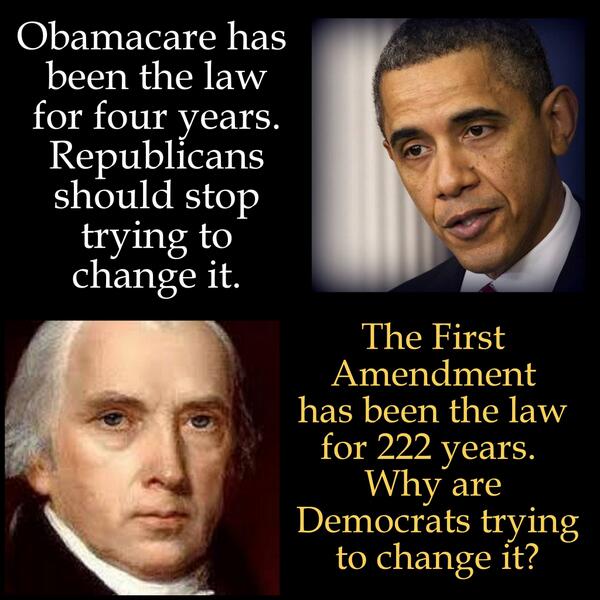 Obamacare has
been the law
for four years.
Republicans
should stop
trying to
change it.
The First
Amendment
has been the law
for 222 years.
Why are
Democrats trying
to change it?